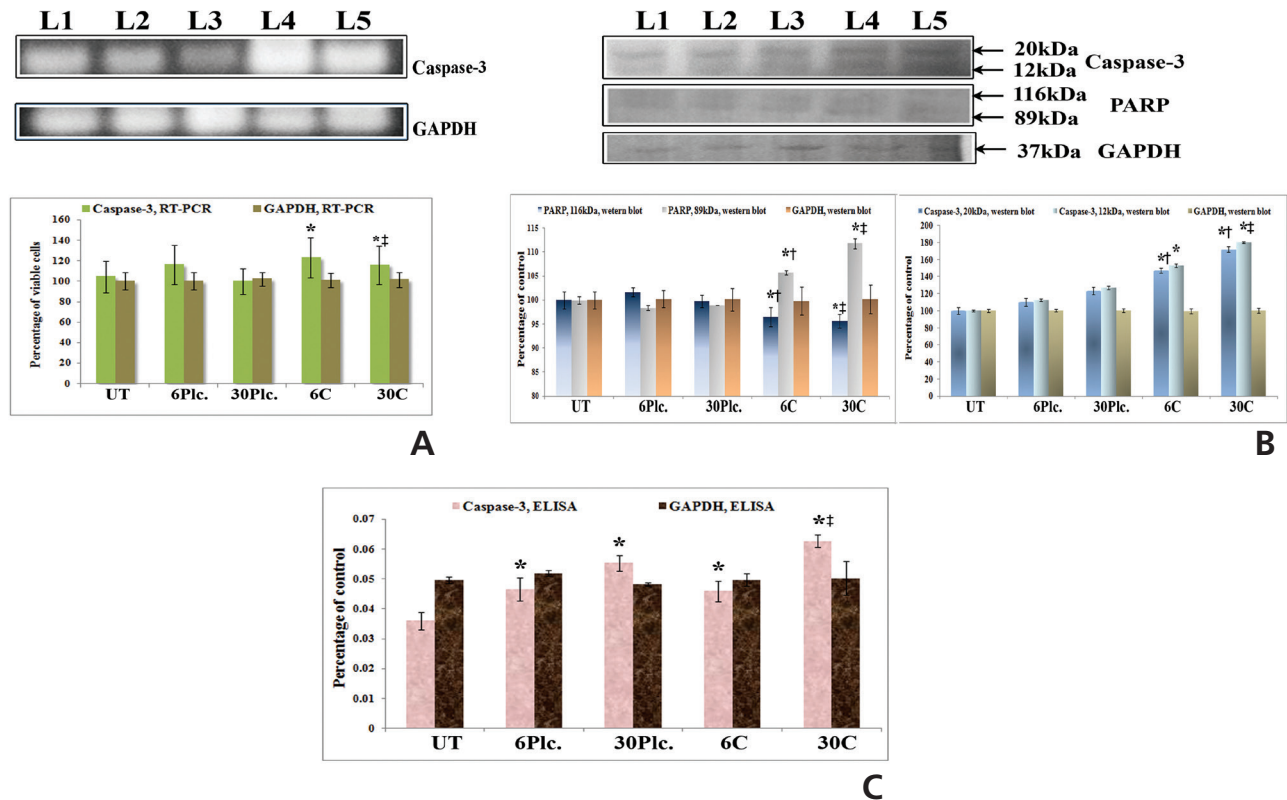 L1 L2 L3 L4 L5
Caspase-3
GAPDH
Caspase-3, RT-PCR GAPDH, RT-PCR
Percentage of viable cells
160
140
120
100
80
60
40
20
0
* *‡
UT 6Plc. 30Plc. 6C 30C
A
L1 L2 L3 L4 L5
20kDa
12kDa
Caspase-3
116kDa
89kDa
PARP
37kDa GAPDH
PARP, 116kDa, wetern blot PARP, 89kDa, western blot GAPDH, western blot
Percentage of control
115
110
105
100
95
90
85
80
*† *† *‡ *‡
UT 6Plc. 30Plc. 6C 30C
Caspase-3, 20kDa, western blot Caspase-3, 12kDa, western blot GAPDH, western blot
Percentage of control
200
180
160
140
120
100
80
60
40
20
0
*† * *† *‡
UT 6Plc. 30Plc. 6C 30C
B
Caspase-3, ELISA GAPDH, ELISA
Percentage of control
0.07
0.06
0.05
0.04
0.03
0.02
0.01
0
* * * *‡
UT 6Plc. 30Plc. 6C 30C
C